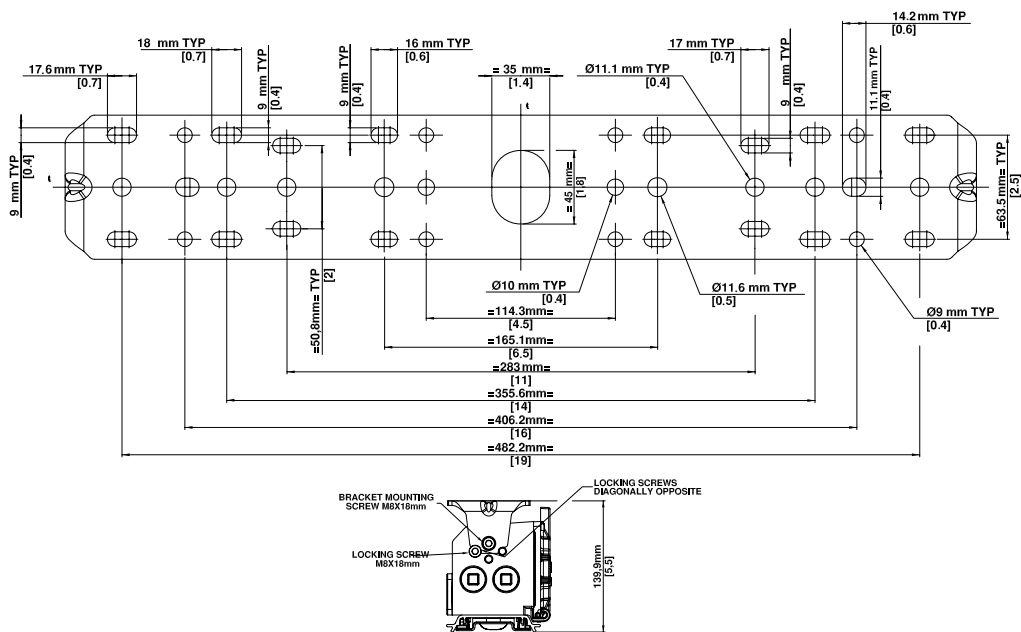 14.2 mm TYP
[0.6]
18 mm TYP
[0.7]
16 mm TYP
[0.6]
= 35 mm=
[1.4]
17 mm TYP
[0.7]
17.6 mm TYP
[0.7]
9 mm TYP
[0.4]
9 mm TYP
[0.4]
Ø11.1 mm TYP
[0.4]
9 mm TYP
[0.4]
11.1 mm TYP
[0.4]
9 mm TYP
[0.4]
= 45 mm=
[1,8]
=63.5mm= TYP
[2.5]
=50,8mm= TYP
[2]
Ø10 mm TYP
[0.4]
Ø11.6 mm TYP
[0.5]
Ø9 mm TYP
[0.4]
=114.3mm=
[4.5]
=165.1mm=
[6.5]
=283mm=
[11]
=355.6mm=
[14]
=406.2mm=
[16]
=482.2mm=
[19]
BRACKET MOUNTING
SCREW M8X18mm
LOCKING SCREWS
DIAGONALLY OPPOSITE
LOCKING SCREW
M8X18mm
139,9mm
[5,5]